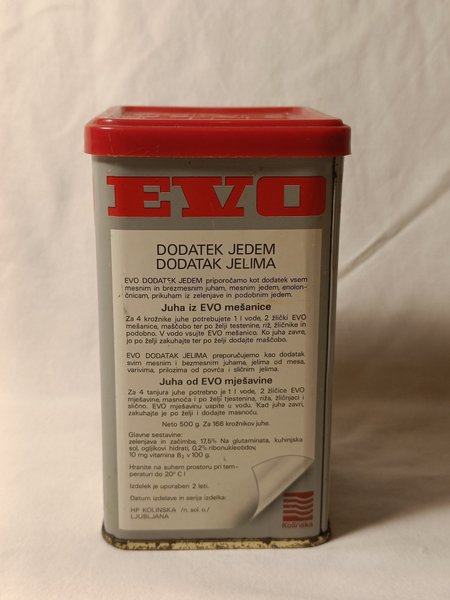 EVO
DODATEK JEDEM
DODATAK JELIMA
EVO DODATEK JEDEM priporočamo kot dodatek vsem
mesnim in brezmesnim juham, mesnim jedem, enolon-
čnicam, prikuham iz zelenjave in podobnim jedem.
Juha iz EVO mešanice
Za 4 krožnike juhe potrebujete 1 l vode, 2 žlički EVO
mešanice, maščobo ter po želji testenine, riž, žličnike in
podobno. V vodo vsujte EVO mešanico. Ko juha zavre,
jo po želji zakuhajte ter po želji dodajte maščobo.
EVO DODATAK JELIMA preporučujemo kao dodatak
svim mesnim i bezmesnim juhama, jelima od mesa,
varivima, prilozima od povrća i sličnim jelima.
Juha od EVO mješavine
Za 4 tanjura juhe potrebno je 1 l vode, 2 žličice EVO
mješavine, masnoća i po želji tjestenina, riža, žličnjaci i
slično. EVO mješavinu uspite u vodu. Kad juha zavri,
zakuhajte je, po želji i dodajte masnoću.
Neto 500 g. Za 166 krožnikov juhe.
Glavne sestavine:
zelenjava in začimbe, 17,5% Na glutaminata, kuhinjska
sol, ogljikovi hidrati, 0,2% ribonukleotidov,
10 mg vitamina B₂ v 100 g.
Hranite na suhem prostoru pri tem-
peraturi do 20° C !
Izdelek je uporaben 2 leti.
Datum izdelave in serija izdelka:
HP KOLINSKA /n. sol. o./
LJUBLJANA
Kolinska